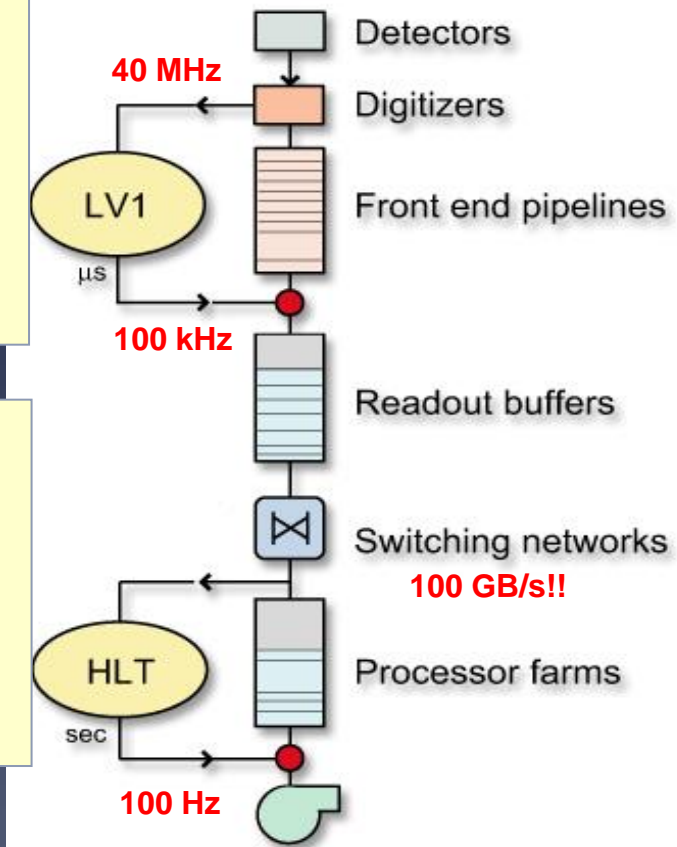 Detectors
40 MHz
Digitizers
LV1
Front end pipelines
µs
100 kHz
Readout buffers
Switching networks
100 GB/s!!
HLT
Processor farms
sec
100 Hz